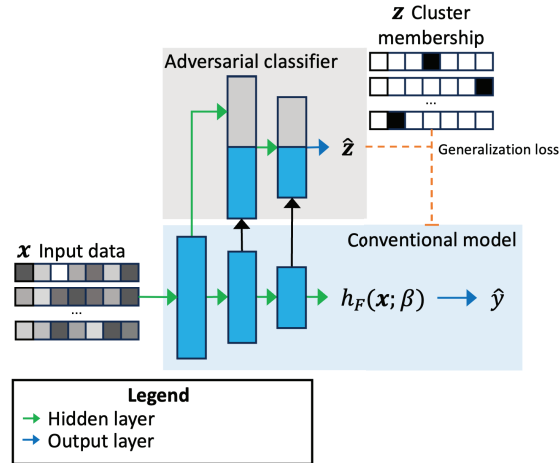 z Cluster
membership
Adversarial classifier
...
ẑ
Generalization loss
x Input data
Conventional model
...
h_F(x; β)
ŷ
Legend
Hidden layer
Output layer